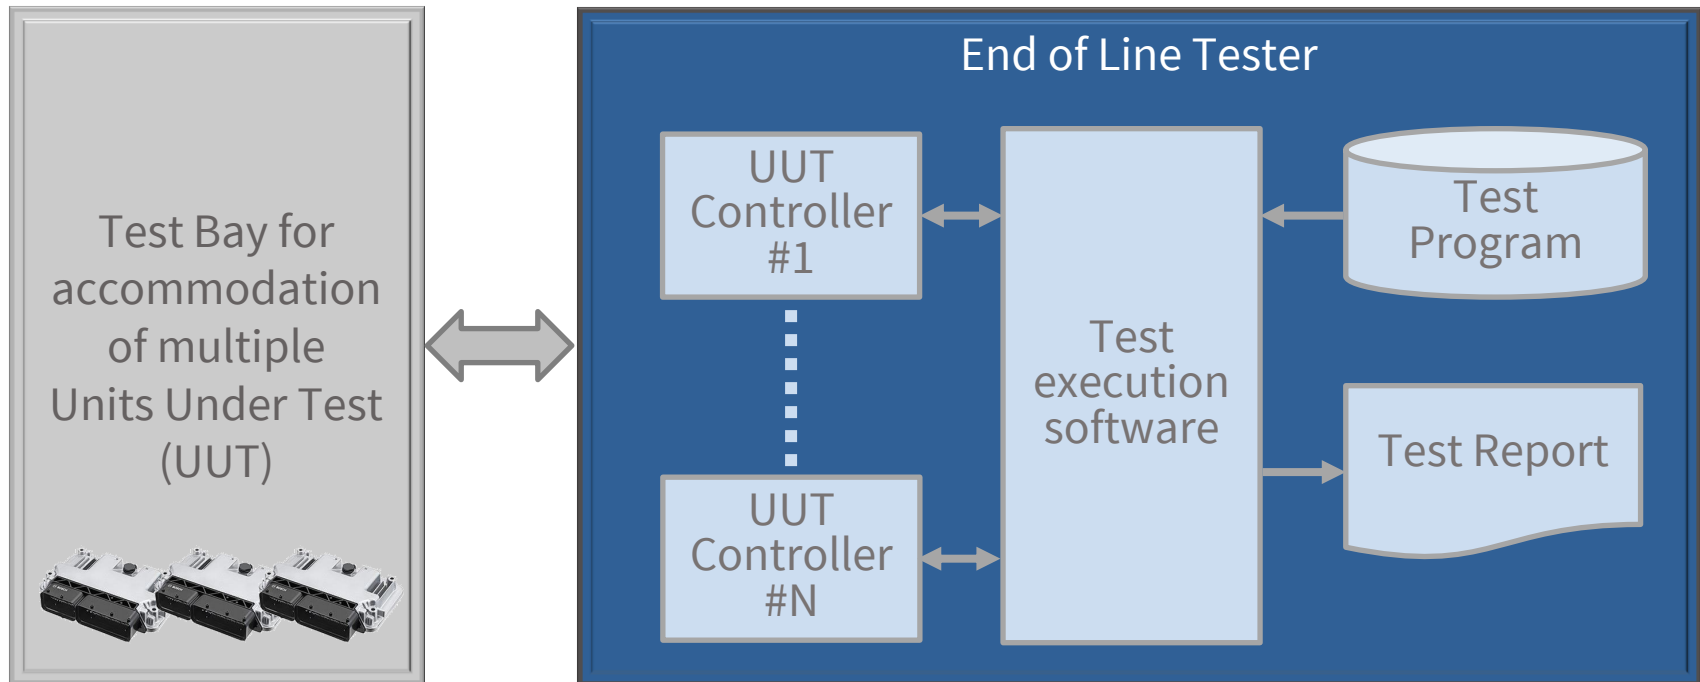 Test Bay for
accommodation
of multiple
Units Under Test
(UUT)
End of Line Tester
UUT
Controller
#1
UUT
Controller
#N
Test
execution
software
Test
Program
Test Report